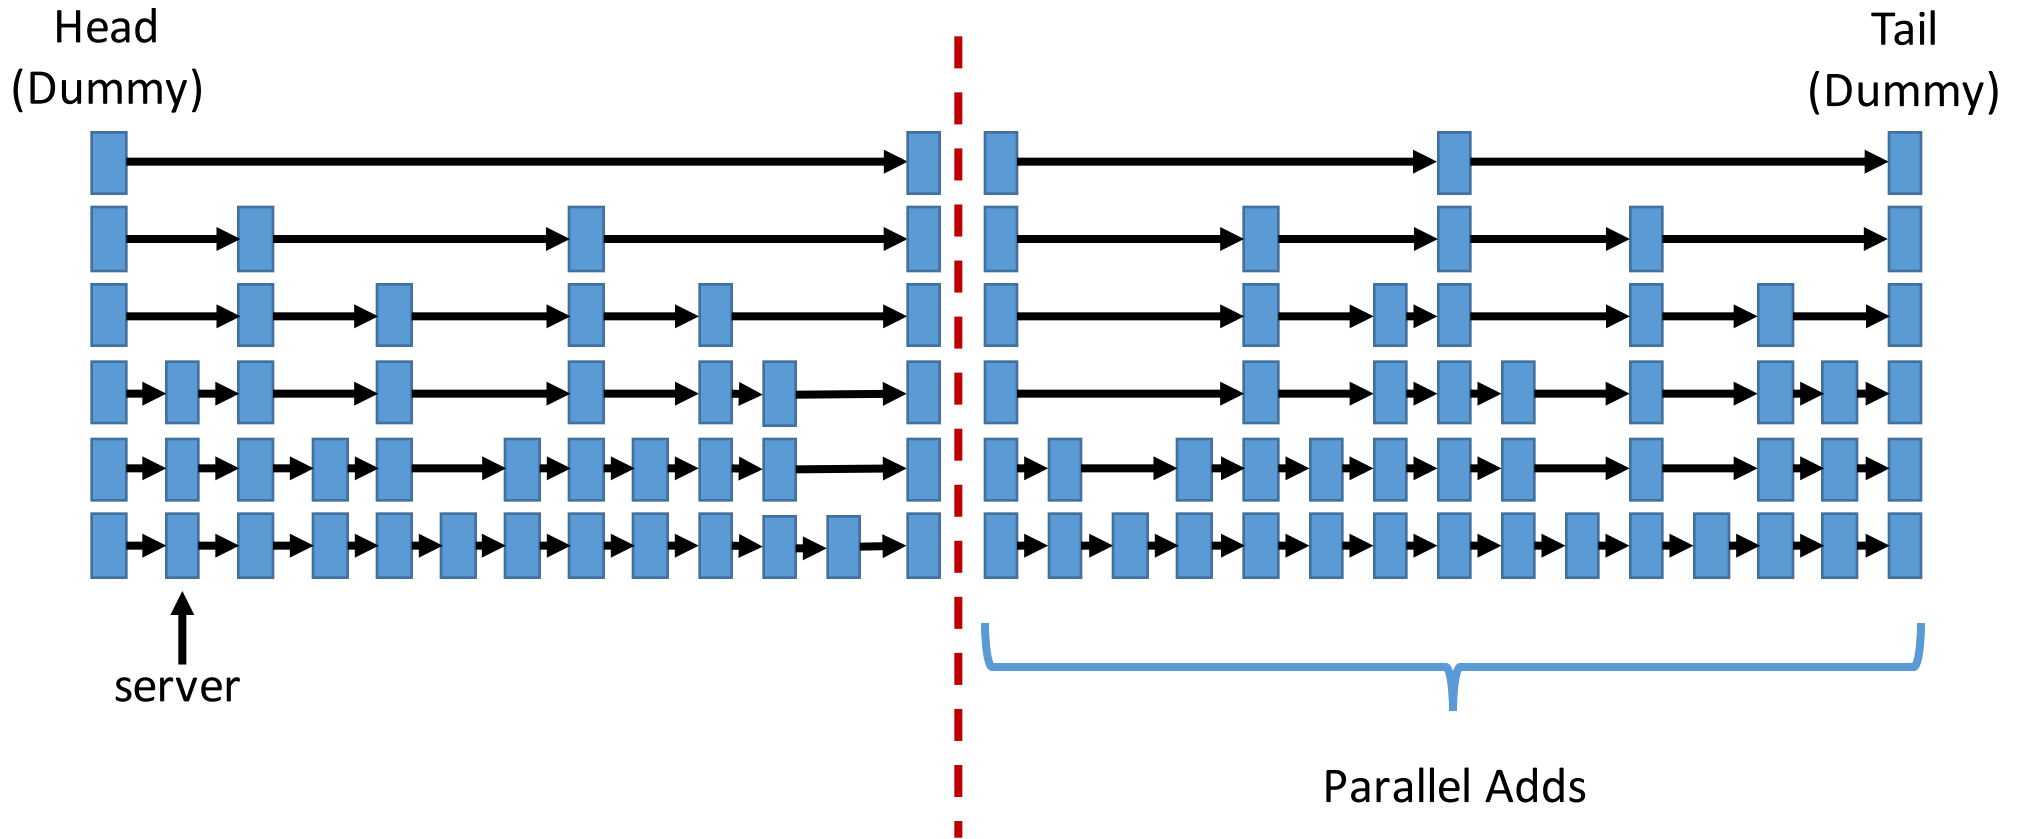 Head
(Dummy)
Tail
(Dummy)
server
Parallel Adds